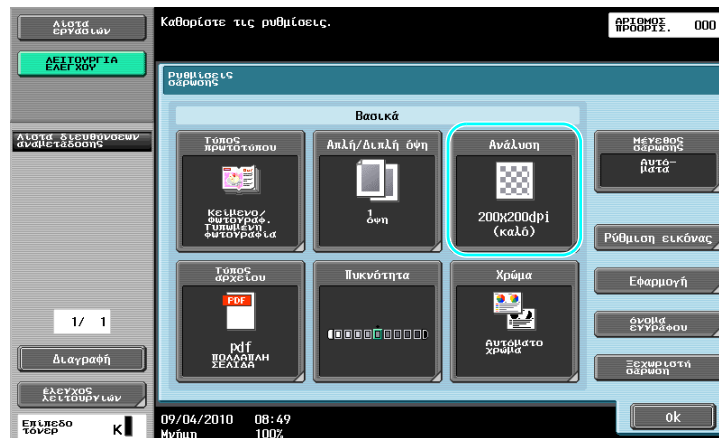 Λίστα
εργασιών
Καθορίστε τις ρυθμίσεις.
ΑΡΙΘΜΟΣ
ΠΡΟΟΡΙΣ.
000
ΛΕΙΤΟΥΡΓΙΑ
ΕΛΕΓΧΟΥ
Ρυθμίσεις
σάρωσης
Βασικά
Λίστα διευθύνσεων
αναμετάδοσης
Τύπος
πρωτοτύπου
Κείμενο/
φωτογραφ.
Τυπωμένη
φωτογραφία
Απλή/Διπλή όψη
1
όψη
Ανάλυση
200X200dpi
(καλό)
Μέγεθος
σάρωσης
Αυτό-
ματα
Ρύθμιση εικόνας
Τύπος
αρχείου
PDF
pdf
ΠΟΛΛΑΠΛΗ
ΣΕΛΙΔΑ
Πυκνότητα
Χρώμα
Αυτόματο
χρώμα
Εφαρμογή
όνομα
εγγράφου
Ξεχωριστή
σάρωση
1/ 1
Διαγραφή
έλεγχος
λειτουργιών
Επίπεδο
τόνερ
K
09/04/2010 08:49
Μνήμη 100%
ok